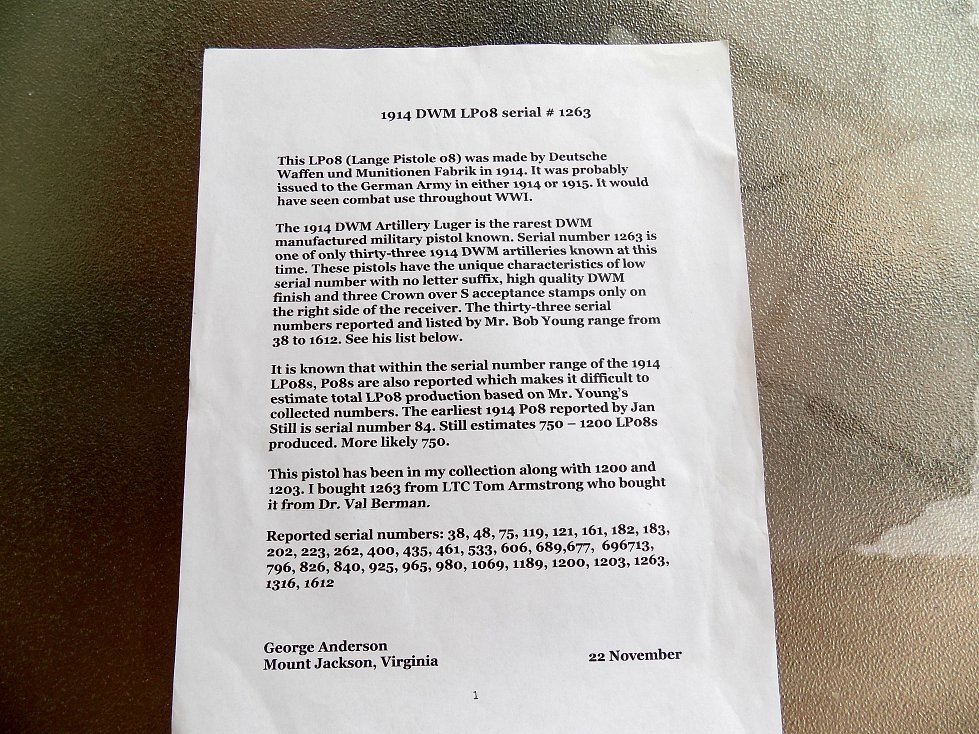 1914 DWM LP08 serial # 1263
This LP08 (Lange Pistole 08) was made by Deutsche
Waffen und Munitionen Fabrik in 1914. It was probably
issued to the German Army in either 1914 or 1915. It would
have seen combat use throughout WWI.
The 1914 DWM Artillery Luger is the rarest DWM
manufactured military pistol known. Serial number 1263 is
one of only thirty-three 1914 DWM artilleries known at this
time. These pistols have the unique characteristics of low
serial number with no letter suffix, high quality DWM
finish and three Crown over S acceptance stamps only on
the right side of the receiver. The thirty-three serial
numbers reported and listed by Mr. Bob Young range from
38 to 1612. See his list below.
It is known that within the serial number range of the 1914
LP08s, P08s are also reported which makes it difficult to
estimate total LP08 production based on Mr. Young's
collected numbers. The earliest 1914 P08 reported by Jan
Still is serial number 84. Still estimates 750 – 1200 LP08s
produced. More likely 750.
This pistol has been in my collection along with 1200 and
1203. I bought 1263 from LTC Tom Armstrong who bought
it from Dr. Val Berman.
Reported serial numbers: 38, 48, 75, 119, 121, 161, 182, 183,
202, 223, 262, 400, 435, 461, 533, 606, 689,677, 696713,
796, 826, 840, 925, 965, 980, 1069, 1189, 1200, 1203, 1263,
1316, 1612
George Anderson
Mount Jackson, Virginia
22 November
1